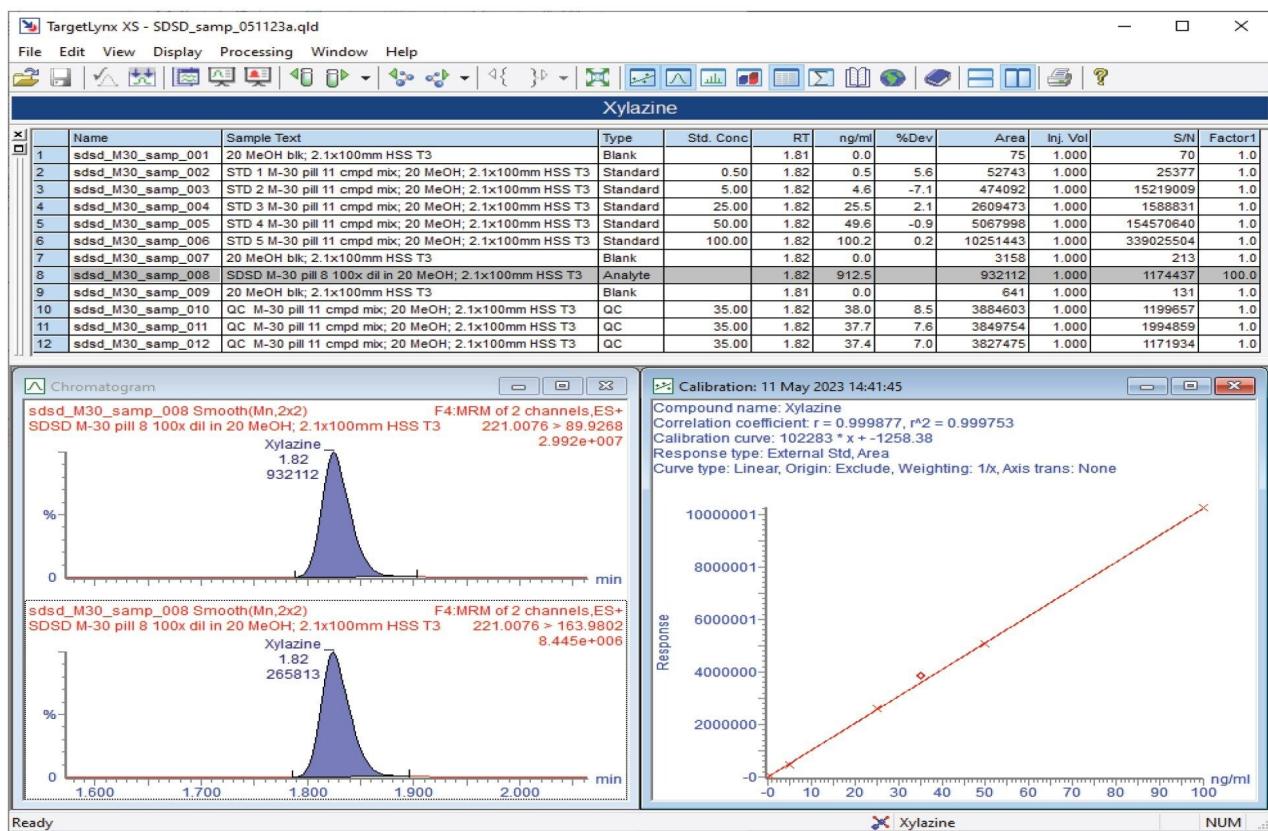 TargetLynx XS - SDSD_samp_051123a.qld
File Edit View Display Processing Window Help
Xylazine
Name Sample Text Type Std. Conc RT ng/ml %Dev Area Inj. Vol S/N Factor1
1 sdsd_M30_samp_001 20 MeOH blk; 2.1x100mm HSS T3 Blank 1.81 0.0 75 1.000 70 1.0
2 sdsd_M30_samp_002 STD 1 M-30 pill 11 cmpd mix; 20 MeOH; 2.1x100mm HSS T3 Standard 0.50 1.82 0.5 5.6 52743 1.000 25377 1.0
3 sdsd_M30_samp_003 STD 2 M-30 pill 11 cmpd mix; 20 MeOH; 2.1x100mm HSS T3 Standard 5.00 1.82 4.6 -7.1 474092 1.000 15219009 1.0
4 sdsd_M30_samp_004 STD 3 M-30 pill 11 cmpd mix; 20 MeOH; 2.1x100mm HSS T3 Standard 25.00 1.82 25.5 2.1 2609473 1.000 1588831 1.0
5 sdsd_M30_samp_005 STD 4 M-30 pill 11 cmpd mix; 20 MeOH; 2.1x100mm HSS T3 Standard 50.00 1.82 49.6 -0.9 5067998 1.000 154570640 1.0
6 sdsd_M30_samp_006 STD 5 M-30 pill 11 cmpd mix; 20 MeOH; 2.1x100mm HSS T3 Standard 100.00 1.82 100.2 0.2 10251443 1.000 339025504 1.0
7 sdsd_M30_samp_007 20 MeOH blk; 2.1x100mm HSS T3 Blank 1.82 0.0 3158 1.000 213 1.0
8 sdsd_M30_samp_008 SDSD M-30 pill 8 100x dil in 20 MeOH; 2.1x100mm HSS T3 Analyte 1.82 912.5 932112 1.000 1174437 100.0
9 sdsd_M30_samp_009 20 MeOH blk; 2.1x100mm HSS T3 Blank 1.81 0.0 641 1.000 131 1.0
10 sdsd_M30_samp_010 QC M-30 pill 11 cmpd mix; 20 MeOH; 2.1x100mm HSS T3 QC 35.00 1.82 38.0 8.5 3884603 1.000 1199657 1.0
11 sdsd_M30_samp_011 QC M-30 pill 11 cmpd mix; 20 MeOH; 2.1x100mm HSS T3 QC 35.00 1.82 37.7 7.6 3849754 1.000 1994859 1.0
12 sdsd_M30_samp_012 QC M-30 pill 11 cmpd mix; 20 MeOH; 2.1x100mm HSS T3 QC 35.00 1.82 37.4 7.0 3827475 1.000 1171934 1.0
Chromatogram
sdsd_M30_samp_008 Smooth(Mn,2x2) F4:MRM of 2 channels,ES+
SDSD M-30 pill 8 100x dil in 20 MeOH; 2.1x100mm HSS T3 221.0076 > 89.9268
2.992e+007
Xylazine
1.82
932112
%
0
min
sdsd_M30_samp_008 Smooth(Mn,2x2) F4:MRM of 2 channels,ES+
SDSD M-30 pill 8 100x dil in 20 MeOH; 2.1x100mm HSS T3 221.0076 > 163.9802
8.445e+006
Xylazine
1.82
265813
%
0
min
1.600 1.700 1.800 1.900 2.000
Calibration: 11 May 2023 14:41:45
Compound name: Xylazine
Correlation coefficient: r = 0.999877, r^2 = 0.999753
Calibration curve: 102283 * x + -1258.38
Response type: External Std, Area
Curve type: Linear, Origin: Exclude, Weighting: 1/x, Axis trans: None
10000001
8000001
6000001
4000000
2000000
-0
Response
-0 10 20 30 40 50 60 70 80 90 100
ng/ml
Ready Xylazine NUM